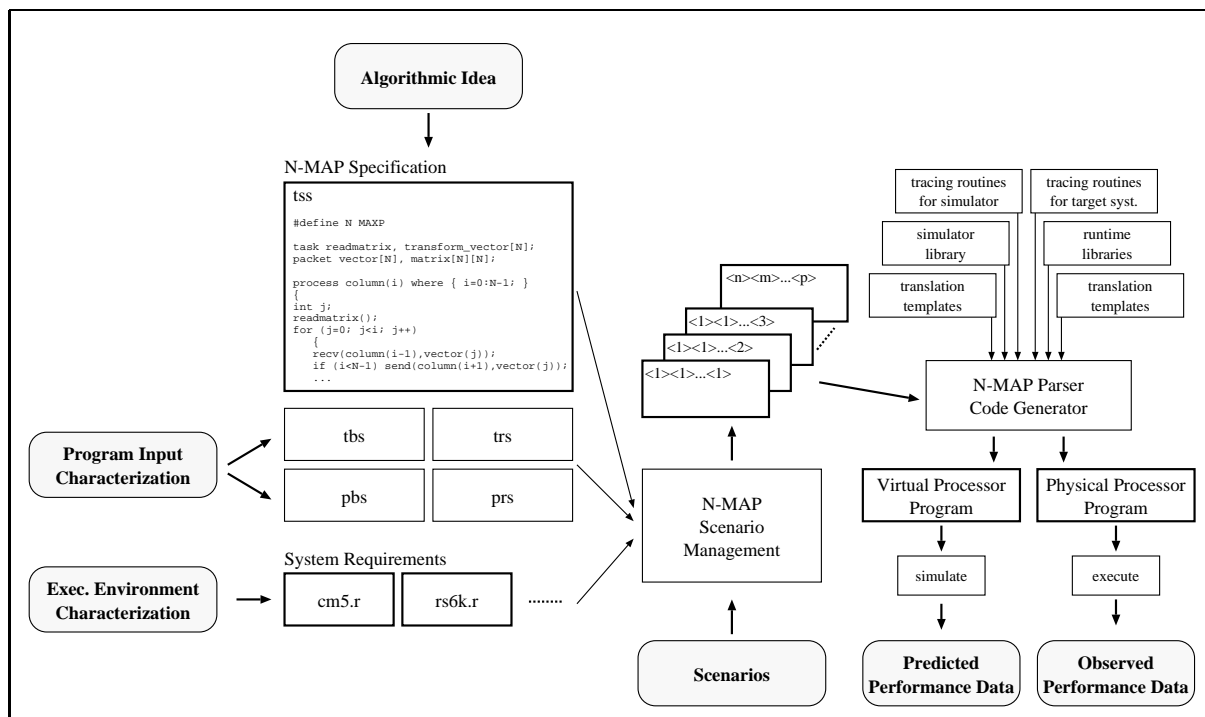 Algorithmic Idea
N-MAP Specification
tss
#define N MAXP
task readmatrix, transform_vector[N];
packet vector[N], matrix[N][N];
process column(i) where { i=0:N-1; }
{
int j;
readmatrix();
for (j=0; j<i; j++)
{
recv(column(i-1),vector(j));
if (i<N-1) send(column(i+1),vector(j));
...
Program Input
Characterization
tbs
trs
pbs
prs
Exec. Environment
Characterization
System Requirements
cm5.r
rs6k.r
........
<n><m>...<p>
<1><1>...<3>
<1><1>...<2>
<1><1>...<1>
N-MAP
Scenario
Management
Scenarios
tracing routines
for simulator
tracing routines
for target syst.
simulator
library
runtime
libraries
translation
templates
translation
templates
N-MAP Parser
Code Generator
Virtual Processor
Program
Physical Processor
Program
simulate
execute
Predicted
Performance Data
Observed
Performance Data